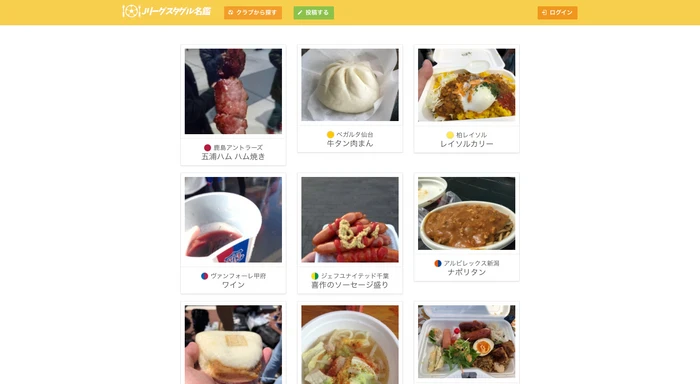 Jリーグスタグル名鑑
クラブから探す
投稿する
ログイン
鹿島アントラーズ
五浦ハム ハム焼き
ベガルタ仙台
牛タン肉まん
柏レイソル
レイソルカリー
ヴァンフォーレ甲府
ワイン
ジェフユナイテッド千葉
喜作のソーセージ盛り
アルビレックス新潟
ナポリタン